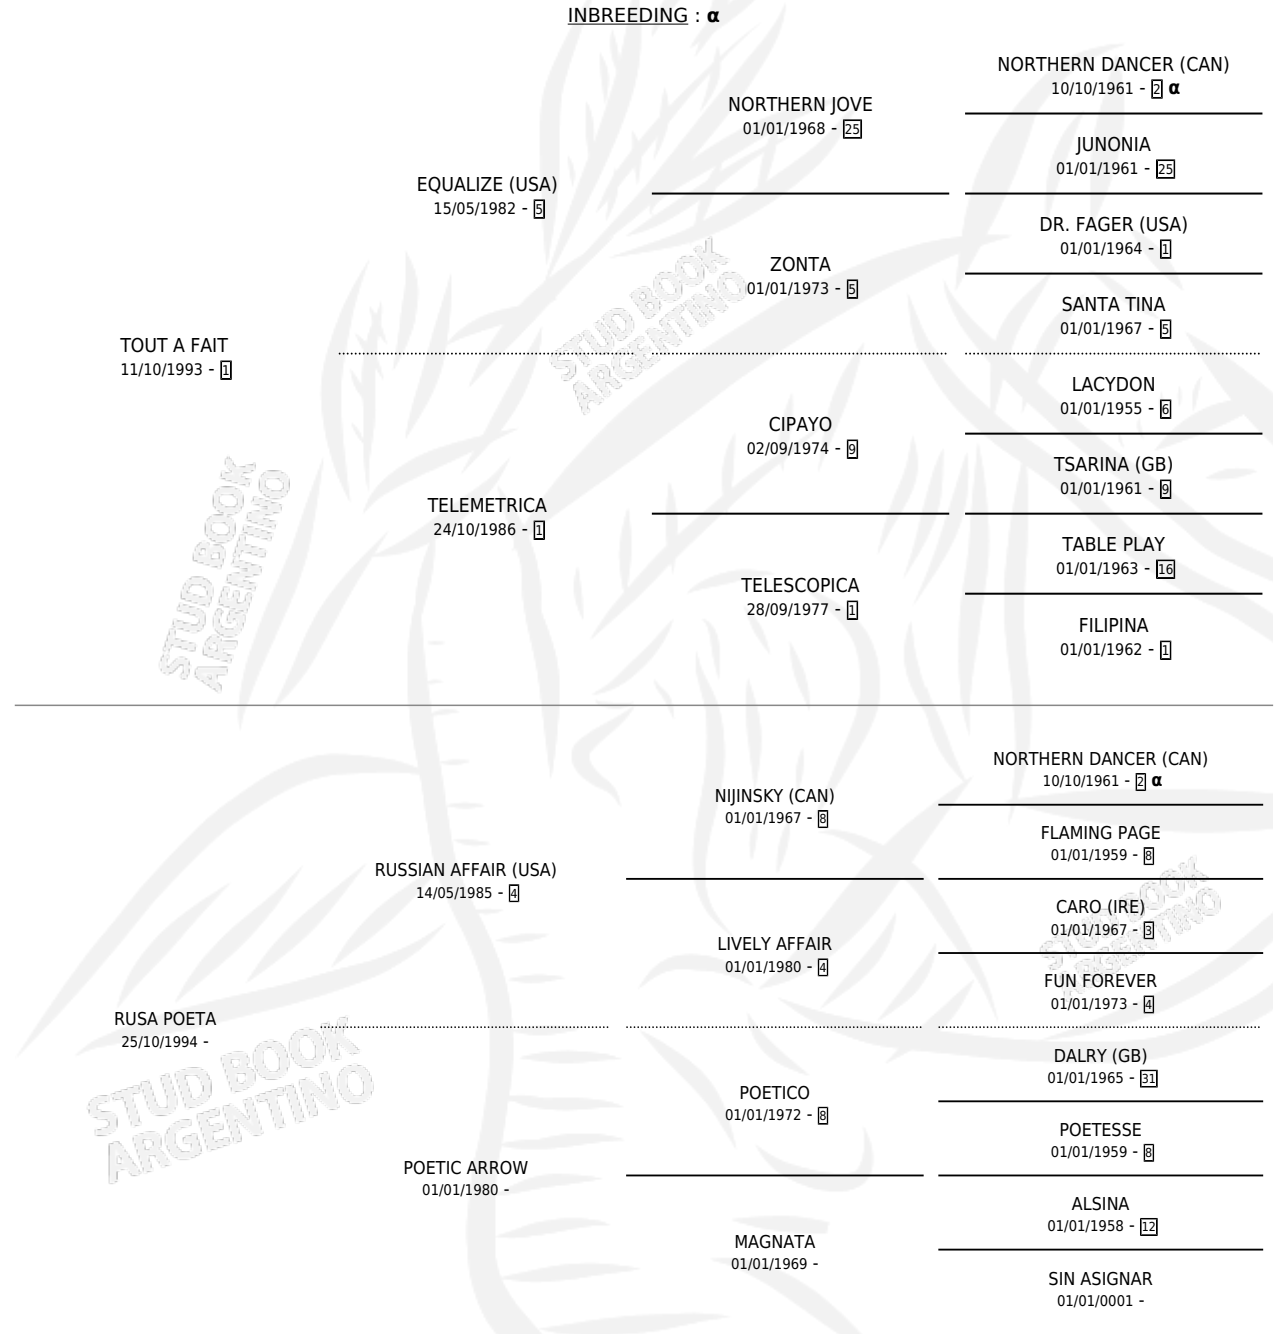 INBREEDING : α
NORTHERN DANCER (CAN)
10/10/1961 - 2 α
NORTHERN JOVE
01/01/1968 - 25
JUNONIA
01/01/1961 - 25
EQUALIZE (USA)
15/05/1982 - 5
DR. FAGER (USA)
01/01/1964 - 1
ZONTA
01/01/1973 - 5
SANTA TINA
01/01/1967 - 5
TOUT A FAIT
11/10/1993 - 1
LACYDON
01/01/1955 - 6
CIPAYO
02/09/1974 - 9
TSARINA (GB)
01/01/1961 - 9
TELEMETRICA
24/10/1986 - 1
TABLE PLAY
01/01/1963 - 16
TELESCOPICA
28/09/1977 - 1
FILIPINA
01/01/1962 - 1
NORTHERN DANCER (CAN)
10/10/1961 - 2 α
NIJINSKY (CAN)
01/01/1967 - 8
FLAMING PAGE
01/01/1959 - 8
RUSSIAN AFFAIR (USA)
14/05/1985 - 4
CARO (IRE)
01/01/1967 - 3
LIVELY AFFAIR
01/01/1980 - 4
FUN FOREVER
01/01/1973 - 4
RUSA POETA
25/10/1994 -
DALRY (GB)
01/01/1965 - 31
POETICO
01/01/1972 - 8
POETESSE
01/01/1959 - 8
POETIC ARROW
01/01/1980 -
ALSINA
01/01/1958 - 12
MAGNATA
01/01/1969 -
SIN ASIGNAR
01/01/0001 -
STUD BOOK
ARGENTINO
STUD BOOK
ARGENTINO
STUD BOOK
ARGENTINO
STUD BOOK
ARGENTINO